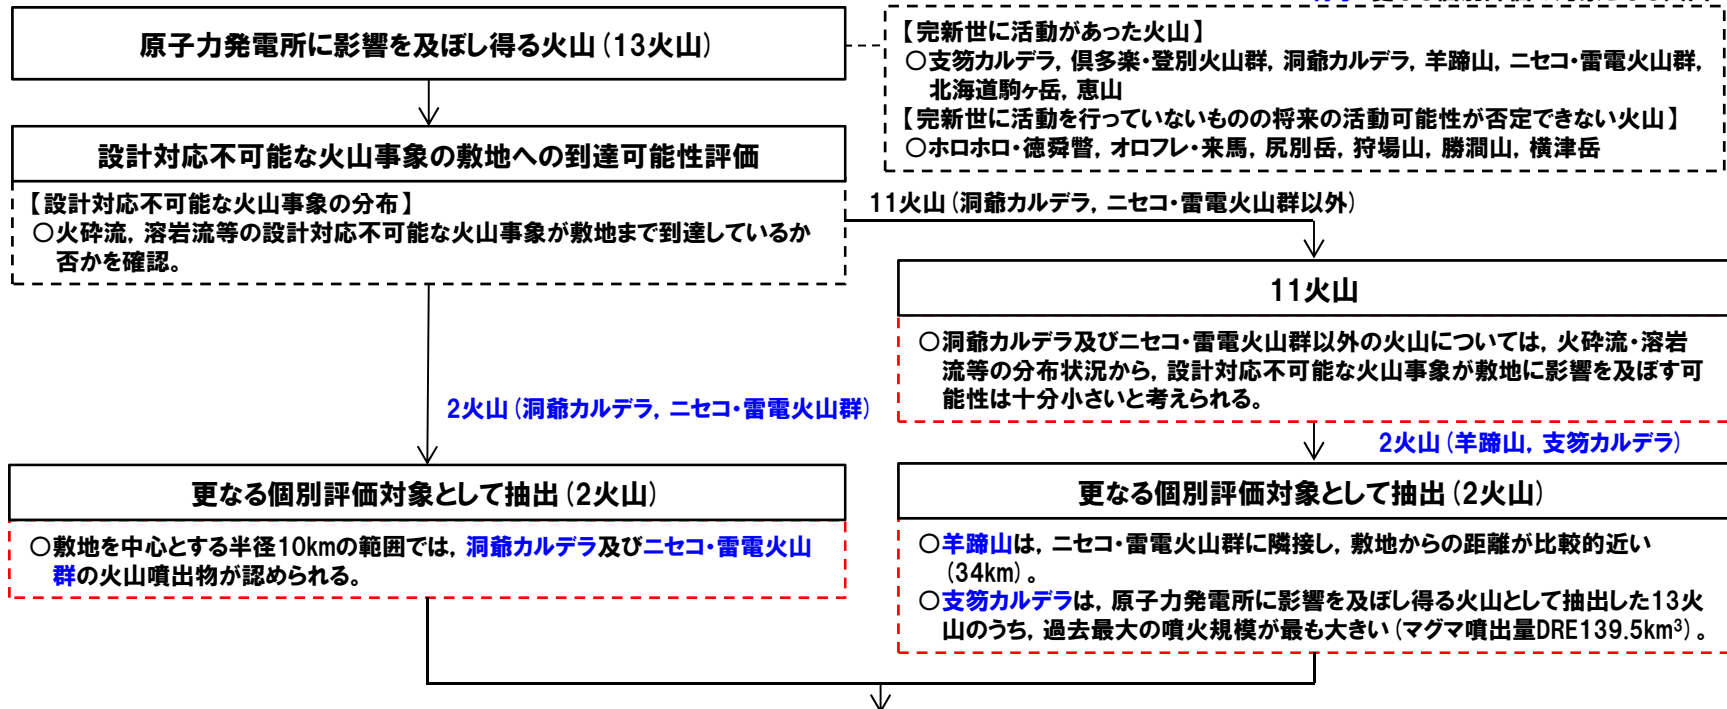 原子力発電所に影響を及ぼし得る火山（13火山）
【完新世に活動があった火山】
○支笏カルデラ，倶多楽・登別火山群，洞爺カルデラ，羊蹄山，ニセコ・雷電火山群，
北海道駒ヶ岳，恵山
【完新世に活動を行っていないものの将来の活動可能性が否定できない火山】
○ホロホロ・徳舜瞥，オロフレ・来馬，尻別岳，狩場山，勝澗山，横津岳
設計対応不可能な火山事象の敷地への到達可能性評価
【設計対応不可能な火山事象の分布】
○火砕流，溶岩流等の設計対応不可能な火山事象が敷地まで到達しているか
否かを確認。
11火山（洞爺カルデラ，ニセコ・雷電火山群以外）
11火山
○洞爺カルデラ及びニセコ・雷電火山群以外の火山については，火砕流・溶岩
流等の分布状況から，設計対応不可能な火山事象が敷地に影響を及ぼす可
能性は十分小さいと考えられる。
2火山（洞爺カルデラ，ニセコ・雷電火山群）
2火山（羊蹄山，支笏カルデラ）
更なる個別評価対象として抽出（2火山）
○敷地を中心とする半径10kmの範囲では，洞爺カルデラ及びニセコ・雷電火山
群の火山噴出物が認められる。
更なる個別評価対象として抽出（2火山）
○羊蹄山は，ニセコ・雷電火山群に隣接し，敷地からの距離が比較的近い
（34km）。
○支笏カルデラは，原子力発電所に影響を及ぼし得る火山として抽出した13火
山のうち，過去最大の噴火規模が最も大きい（マグマ噴出量DRE139.5km³）。